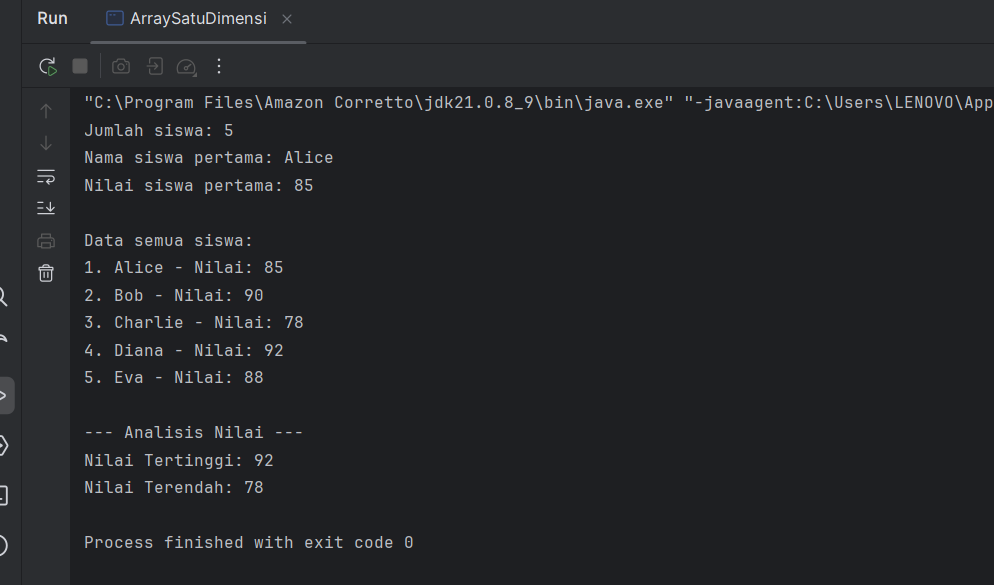 Run ArraySatuDimensi
"C:\Program Files\Amazon Corretto\jdk21.0.8_9\bin\java.exe" "-javaagent:C:\Users\LENOVO\App
Jumlah siswa: 5
Nama siswa pertama: Alice
Nilai siswa pertama: 85
Data semua siswa:
1. Alice - Nilai: 85
2. Bob - Nilai: 90
3. Charlie - Nilai: 78
4. Diana - Nilai: 92
5. Eva - Nilai: 88
--- Analisis Nilai ---
Nilai Tertinggi: 92
Nilai Terendah: 78
Process finished with exit code 0